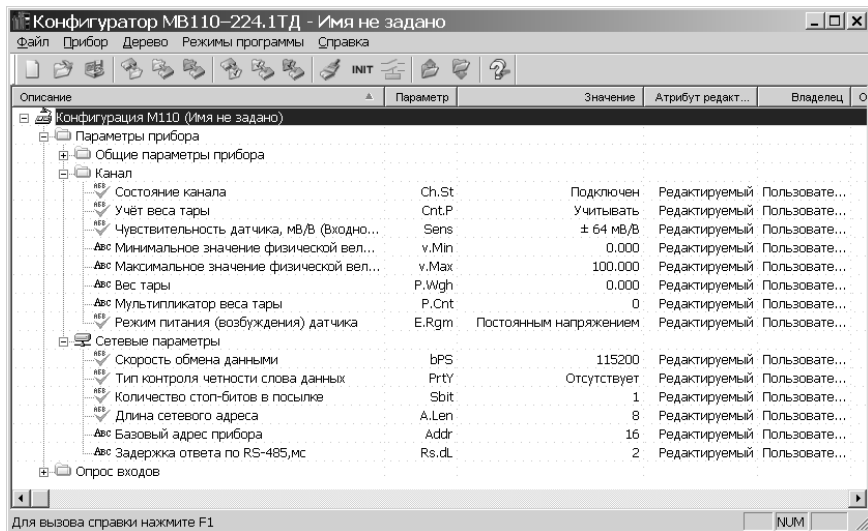 Конфигуратор МВ110–224.1ТД - Имя не задано
Файл Прибор Дерево Режимы программы Справка
INIT
Описание Параметр Значение Атрибут редакт... Владелец О
Конфигурация М110 (Имя не задано)
Параметры прибора
Общие параметры прибора
Канал
Состояние канала Ch.St Подключен Редактируемый Пользовате...
Учёт веса тары Cnt.P Учитывать Редактируемый Пользовате...
Чувствительность датчика, мВ/В (Входно... Sens ± 64 мВ/В Редактируемый Пользовате...
Минимальное значение физической вел... v.Min 0.000 Редактируемый Пользовате...
Максимальное значение физической вел... v.Max 100.000 Редактируемый Пользовате...
Вес тары P.Wgh 0.000 Редактируемый Пользовате...
Мультипликатор веса тары P.Cnt 0 Редактируемый Пользовате...
Режим питания (возбуждения) датчика E.Rgm Постоянным напряжением Редактируемый Пользовате...
Сетевые параметры
Скорость обмена данными bPS 115200 Редактируемый Пользовате...
Тип контроля четности слова данных PrtY Отсутствует Редактируемый Пользовате...
Количество стоп-битов в посылке Sbit 1 Редактируемый Пользовате...
Длина сетевого адреса A.Len 8 Редактируемый Пользовате...
Базовый адрес прибора Addr 16 Редактируемый Пользовате...
Задержка ответа по RS-485,мс Rs.dL 2 Редактируемый Пользовате...
Опрос входов
Для вызова справки нажмите F1 NUM